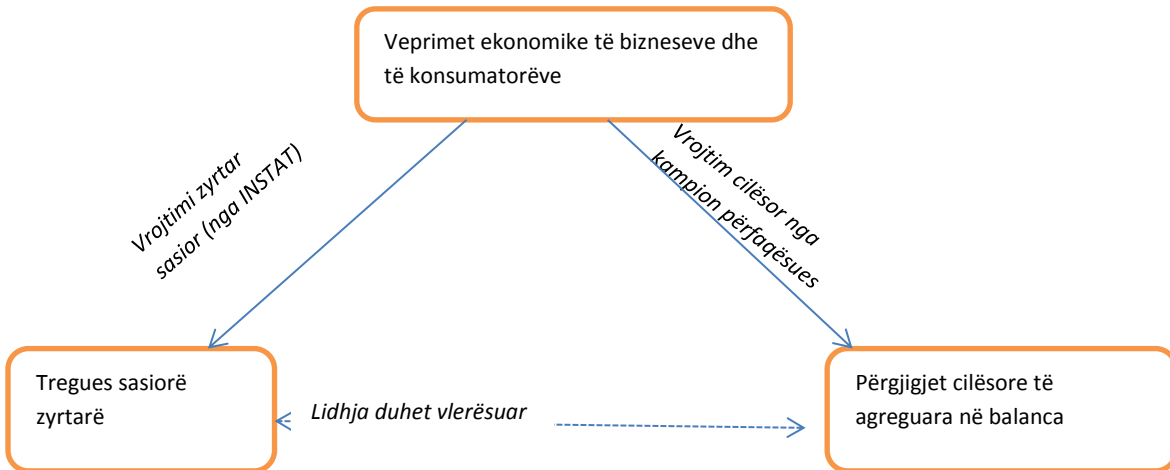 Veprimet ekonomike të bizneseve dhe
të konsumatorëve
Vrojtimi zyrtar
sasior (nga INSTAT)
Vrojtim cilësor nga
kampion përfaqësues
Tregues sasiorë
zyrtarë
Lidhja duhet vlerësuar
Përgjigjet cilësore të
agreguara në balanca